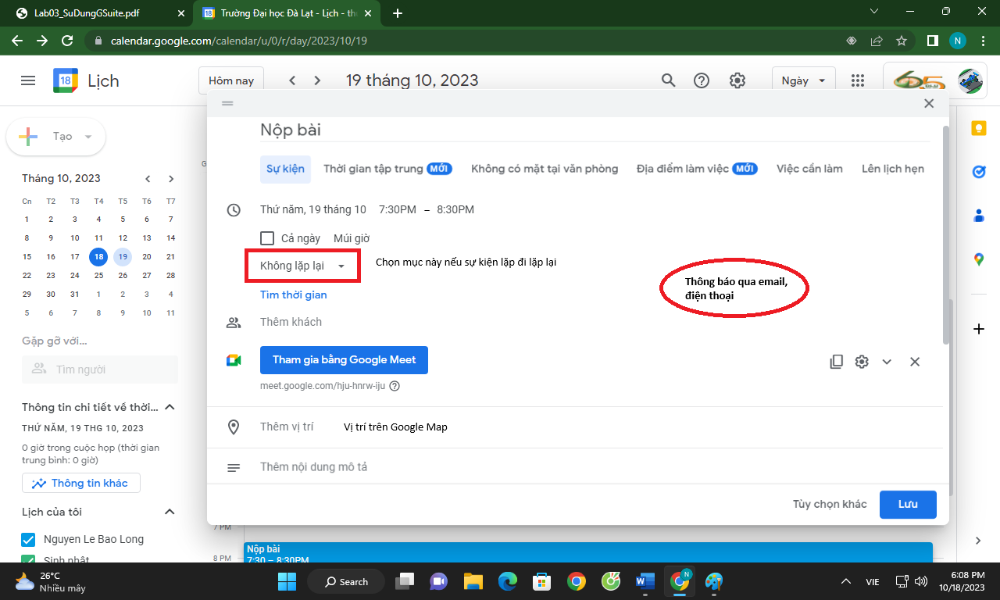 Lab03_SuDungGSuite.pdf
Trường Đại học Đà Lạt - Lịch - th
calendar.google.com/calendar/u/0/r/day/2023/10/19
N
18
Lịch
Hôm nay
19 tháng 10, 2023
Ngày
65
Tạo
Tháng 10, 2023
Cn T2 T3 T4 T5 T6 T7
1 2 3 4 5 6 7
8 9 10 11 12 13 14
15 16 17 18 19 20 21
22 23 24 25 26 27 28
29 30 31 1 2 3 4
5 6 7 8 9 10 11
Gặp gỡ với...
Tìm người
Thông tin chi tiết về thời...
THỨ NĂM, 19 THG 10, 2023
0 giờ trong cuộc họp (thời gian
trung bình: 0 giờ)
Thông tin khác
Lịch của tôi
Nguyen Le Bao Long
Sinh nhật
G
Nộp bài
Sự kiện Thời gian tập trung MỚI Không có mặt tại văn phòng Địa điểm làm việc MỚI Việc cần làm Lên lịch hẹn
Thứ năm, 19 tháng 10 7:30PM – 8:30PM
Cả ngày Múi giờ
Không lặp lại
Chọn mục này nếu sự kiện lặp đi lặp lại
Thông báo qua email,
điện thoại
Tìm thời gian
Thêm khách
Tham gia bằng Google Meet
meet.google.com/hju-hnrw-iju
Thêm vị trí
Vị trí trên Google Map
Thêm nội dung mô tả
Tùy chọn khác
Lưu
7 PM
Nộp bài
8 PM
7:30 – 8:30PM
26°C
Nhiều mây
Search
VIE
6:08 PM
10/18/2023